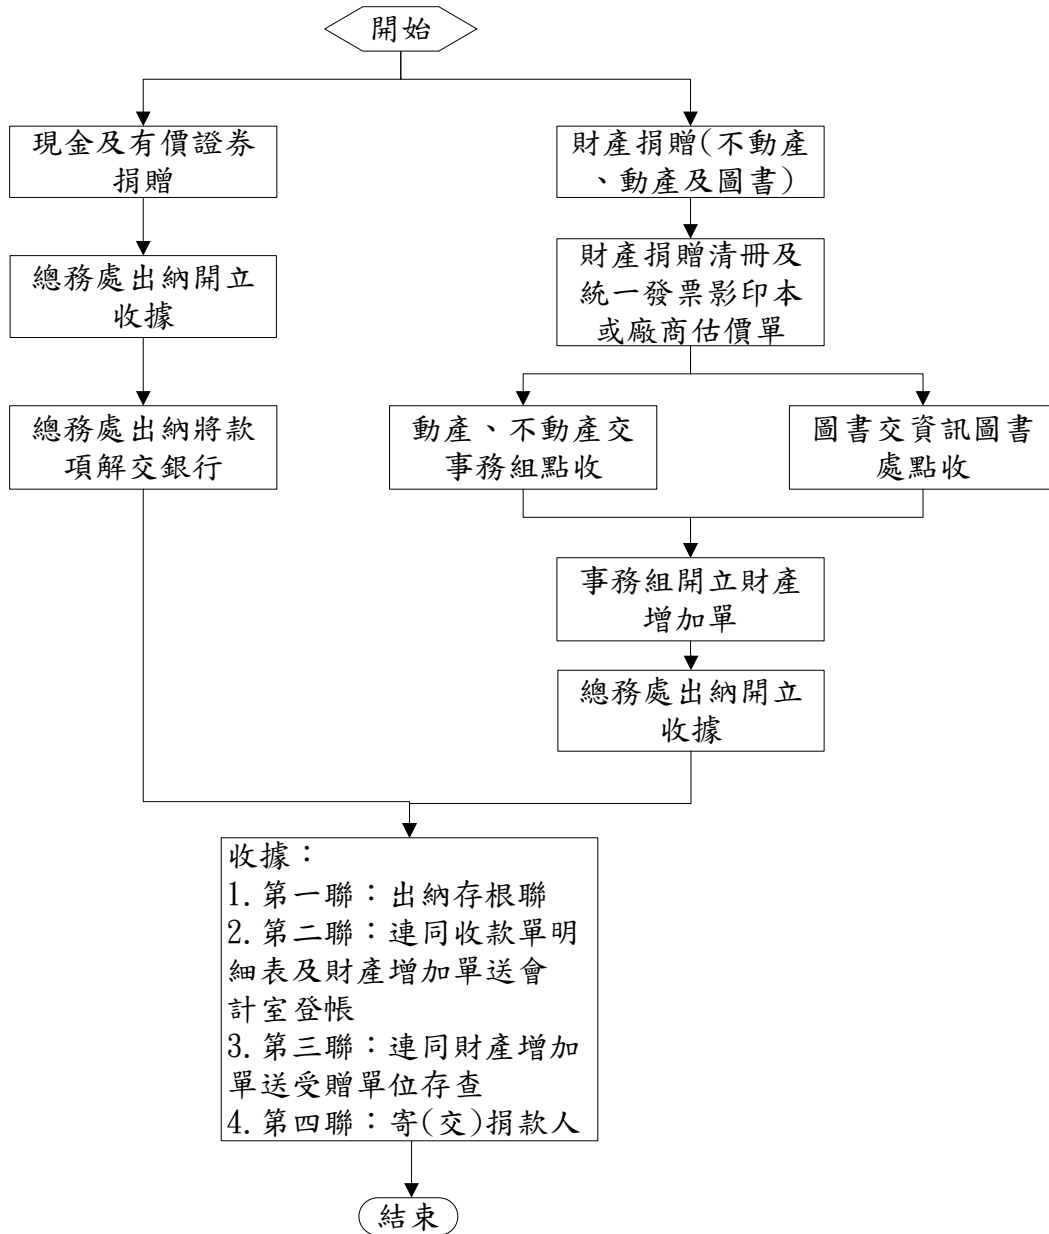 開始
現金及有價證券
捐贈
總務處出納開立
收據
總務處出納將款
項解交銀行
財產捐贈(不動產
、動產及圖書)
財產捐贈清冊及
統一發票影印本
或廠商估價單
動產、不動產交
事務組點收
圖書交資訊圖書
處點收
事務組開立財產
增加單
總務處出納開立
收據
收據：
1.第一聯：出納存根聯
2.第二聯：連同收款單明
細表及財產增加單送會
計室登帳
3.第三聯：連同財產增加
單送受贈單位存查
4.第四聯：寄(交)捐款人
結束